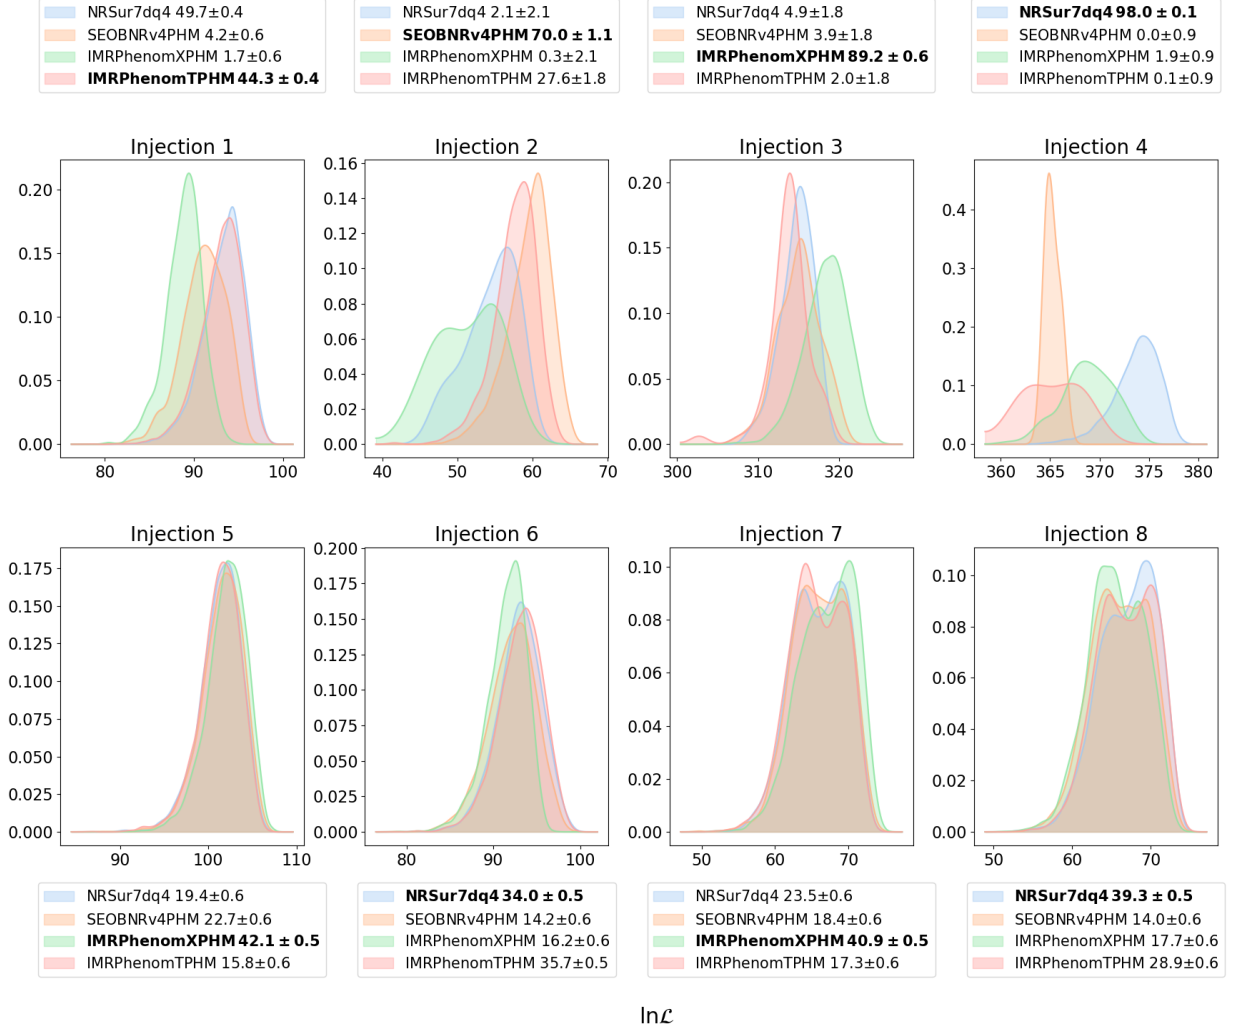 NRSur7dq4 49.7±0.4
SEOBNRv4PHM 4.2±0.6
IMRPhenomXPHM 1.7±0.6
IMRPhenomTPHM 44.3 ± 0.4
NRSur7dq4 2.1±2.1
SEOBNRv4PHM 70.0 ± 1.1
IMRPhenomXPHM 0.3±2.1
IMRPhenomTPHM 27.6±1.8
NRSur7dq4 4.9±1.8
SEOBNRv4PHM 3.9±1.8
IMRPhenomXPHM 89.2 ± 0.6
IMRPhenomTPHM 2.0±1.8
NRSur7dq4 98.0 ± 0.1
SEOBNRv4PHM 0.0±0.9
IMRPhenomXPHM 1.9±0.9
IMRPhenomTPHM 0.1±0.9
Injection 1
0.20
0.15
0.10
0.05
0.00
80 90 100
Injection 2
0.16
0.14
0.12
0.10
0.08
0.06
0.04
0.02
0.00
40 50 60 70
Injection 3
0.20
0.15
0.10
0.05
0.00
300 310 320
Injection 4
0.4
0.3
0.2
0.1
0.0
360 365 370 375 380
Injection 5
0.175
0.150
0.125
0.100
0.075
0.050
0.025
0.000
90 100 110
Injection 6
0.200
0.175
0.150
0.125
0.100
0.075
0.050
0.025
0.000
80 90 100
Injection 7
0.10
0.08
0.06
0.04
0.02
0.00
50 60 70
Injection 8
0.10
0.08
0.06
0.04
0.02
0.00
50 60 70
NRSur7dq4 19.4±0.6
SEOBNRv4PHM 22.7±0.6
IMRPhenomXPHM 42.1 ± 0.5
IMRPhenomTPHM 15.8±0.6
NRSur7dq4 34.0 ± 0.5
SEOBNRv4PHM 14.2±0.6
IMRPhenomXPHM 16.2±0.6
IMRPhenomTPHM 35.7±0.5
NRSur7dq4 23.5±0.6
SEOBNRv4PHM 18.4±0.6
IMRPhenomXPHM 40.9 ± 0.5
IMRPhenomTPHM 17.3±0.6
NRSur7dq4 39.3 ± 0.5
SEOBNRv4PHM 14.0±0.6
IMRPhenomXPHM 17.7±0.6
IMRPhenomTPHM 28.9±0.6
lnℒ